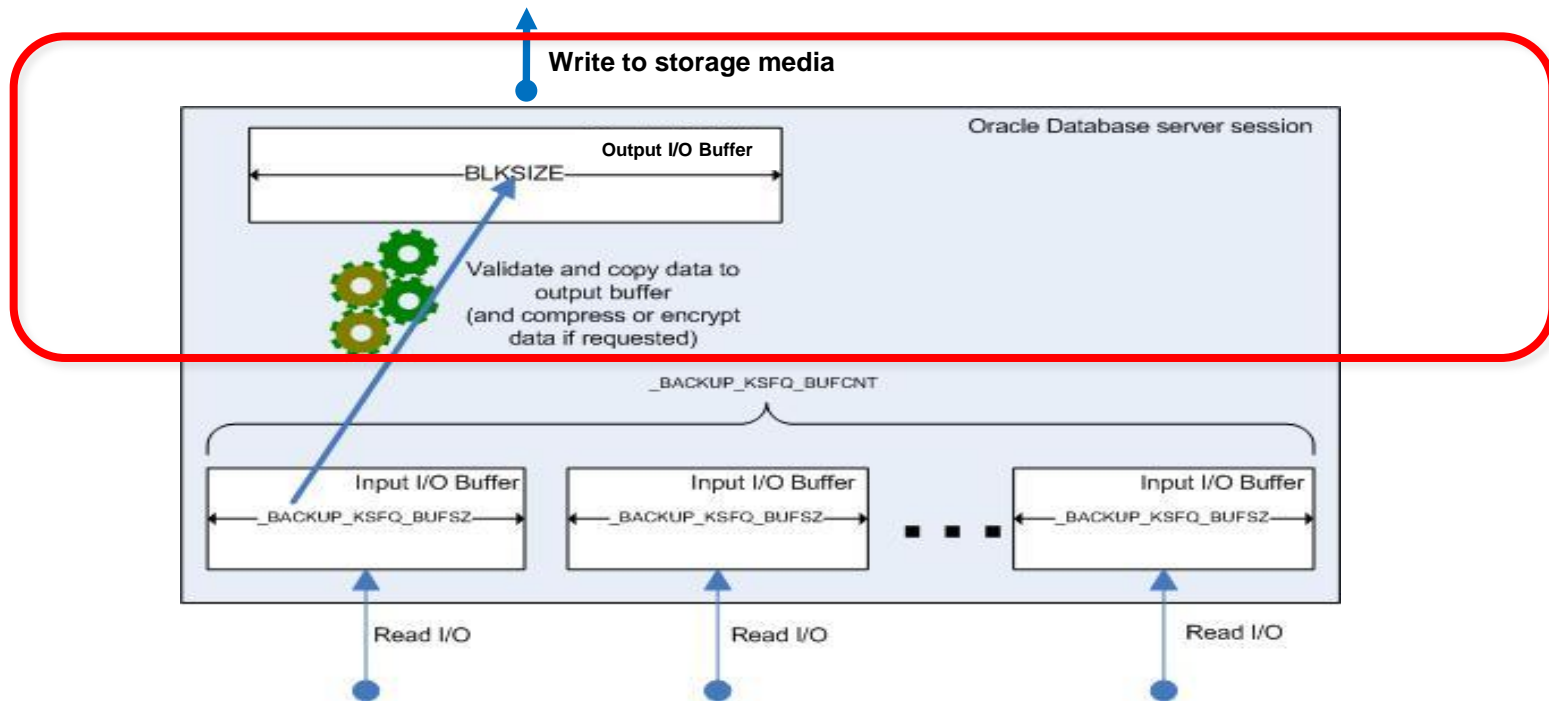 Write to storage media
Oracle Database server session
Output I/O Buffer
BLKSIZE
Validate and copy data to
output buffer
(and compress or encrypt
data if requested)
_BACKUP_KSFQ_BUFCNT
Input I/O Buffer
_BACKUP_KSFQ_BUFSZ
Input I/O Buffer
_BACKUP_KSFQ_BUFSZ
Input I/O Buffer
_BACKUP_KSFQ_BUFSZ
Read I/O
Read I/O
Read I/O